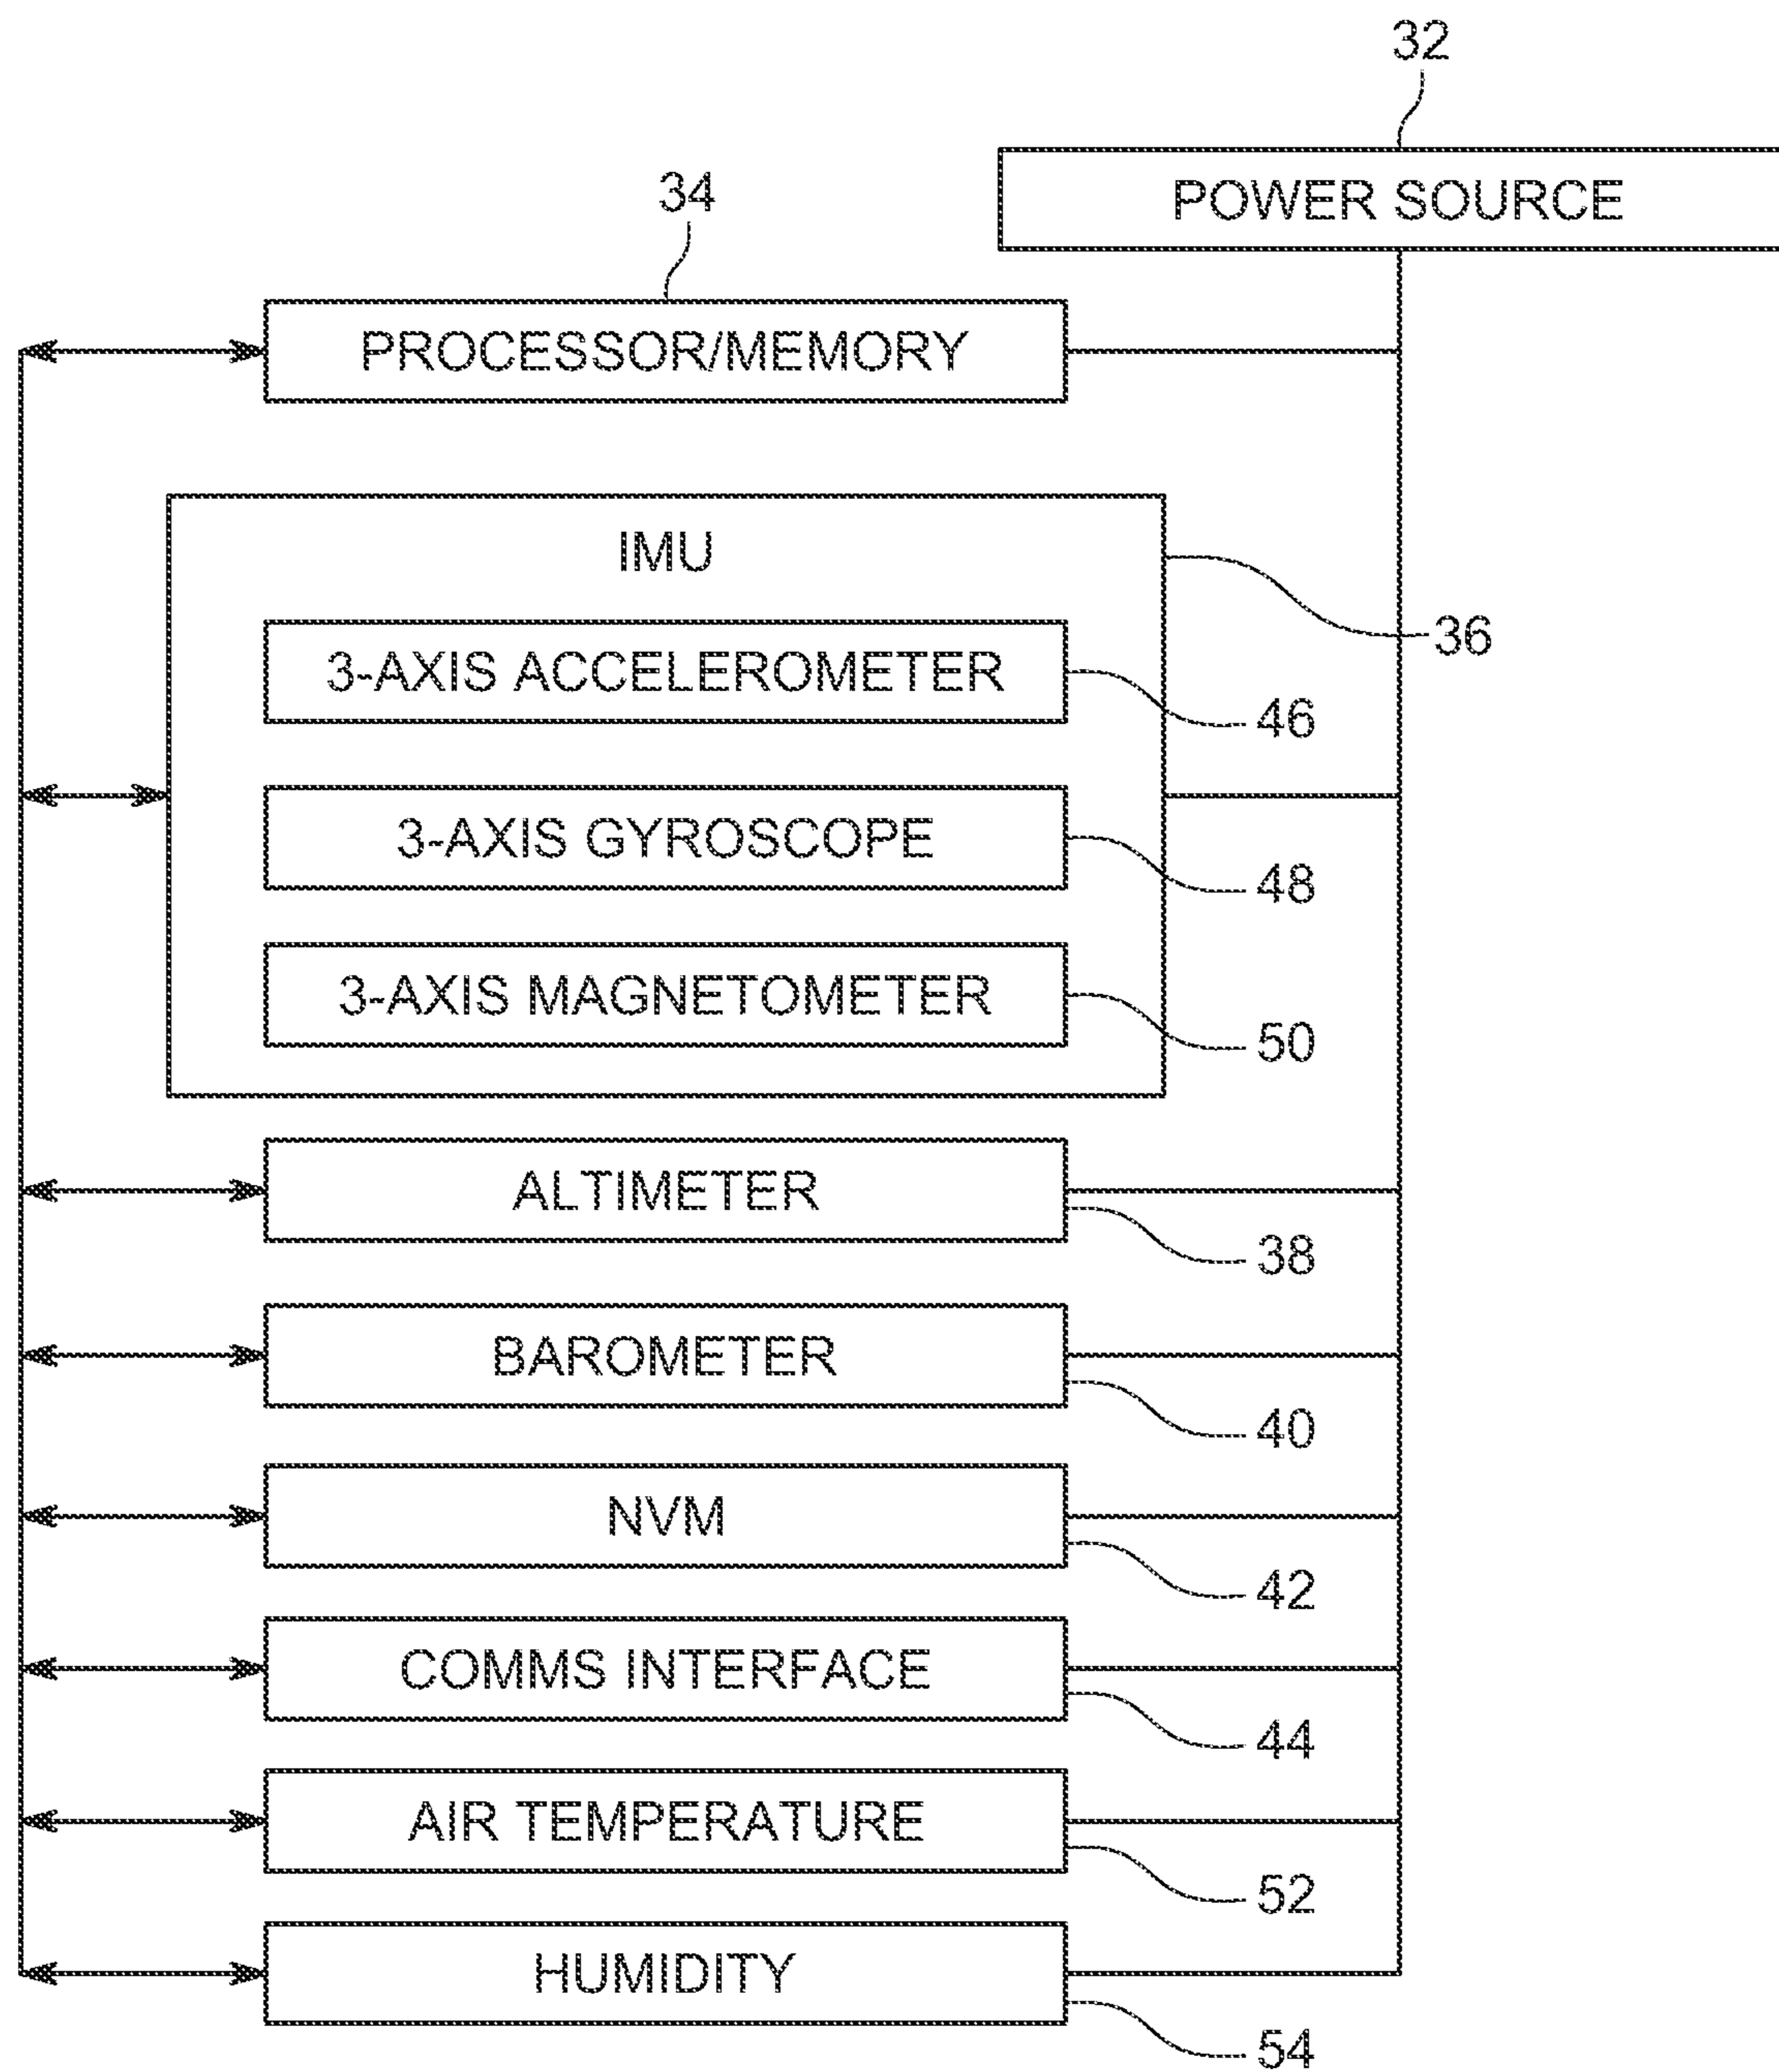 32
POWER SOURCE
34
PROCESSOR/MEMORY
IMU
36
3-AXIS ACCELEROMETER
46
3-AXIS GYROSCOPE
48
3-AXIS MAGNETOMETER
50
ALTIMETER
38
BAROMETER
40
NVM
42
COMMS INTERFACE
44
AIR TEMPERATURE
52
HUMIDITY
54